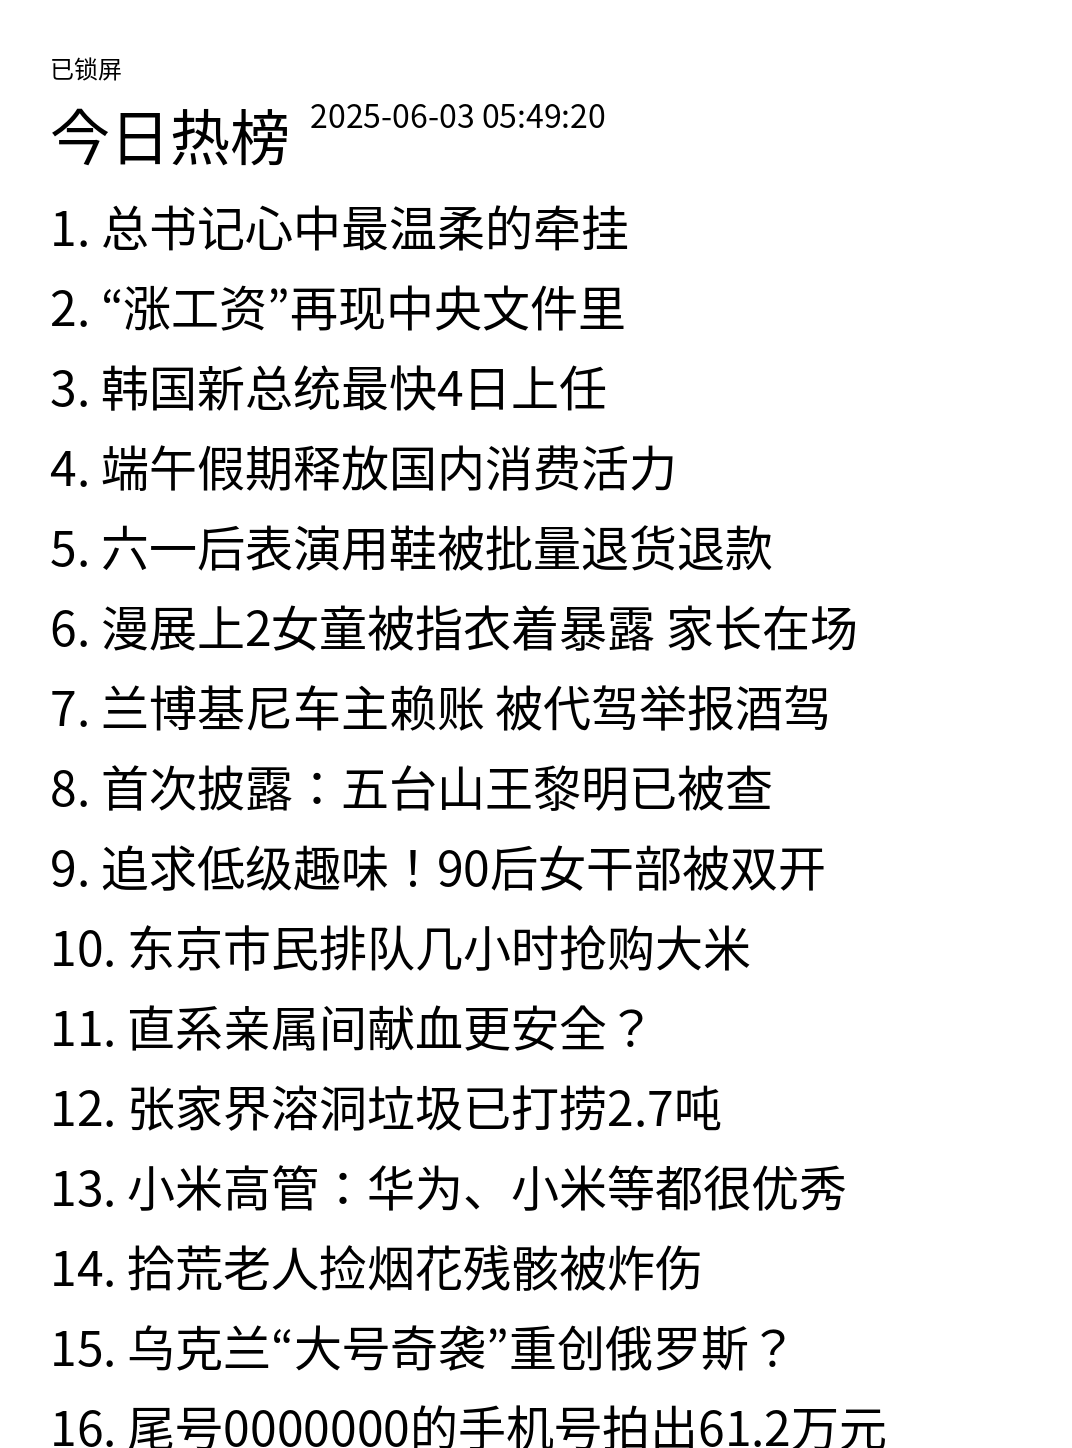 已锁屏
今日热榜 2025-06-03 05:49:20
1. 总书记心中最温柔的牵挂
2. “涨工资”再现中央文件里
3. 韩国新总统最快4日上任
4. 端午假期释放国内消费活力
5. 六一后表演用鞋被批量退货退款
6. 漫展上2女童被指衣着暴露 家长在场
7. 兰博基尼车主赖账 被代驾举报酒驾
8. 首次披露：五台山王黎明已被查
9. 追求低级趣味！90后女干部被双开
10. 东京市民排队几小时抢购大米
11. 直系亲属间献血更安全？
12. 张家界溶洞垃圾已打捞2.7吨
13. 小米高管：华为、小米等都很优秀
14. 拾荒老人捡烟花残骸被炸伤
15. 乌克兰“大号奇袭”重创俄罗斯？
16. 尾号0000000的手机号拍出61.2万元